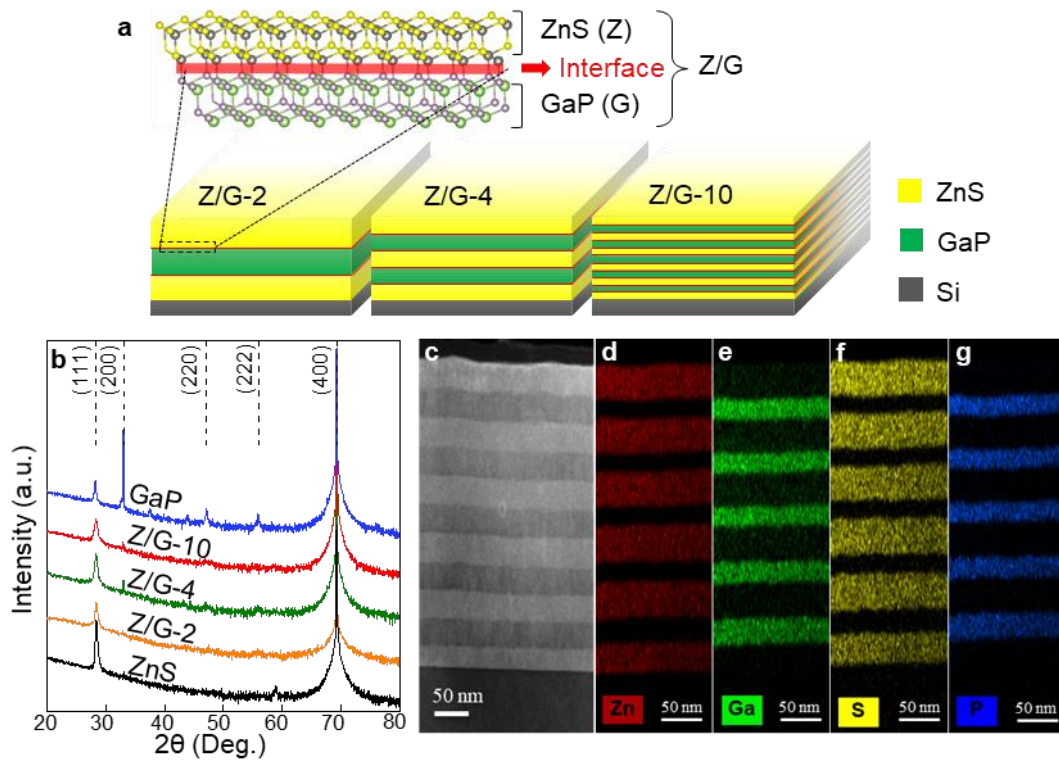 a
ZnS (Z)
Interface
Z/G
GaP (G)
Z/G-2
Z/G-4
Z/G-10
ZnS
GaP
Si
b
(111)
(200)
(220)
(222)
(400)
GaP
Z/G-10
Z/G-4
Z/G-2
ZnS
Intensity (a.u.)
20 30 40 50 60 70 80
2θ (Deg.)
c
50 nm
d
Zn
50 nm
e
Ga
50 nm
f
S
50 nm
g
P
50 nm